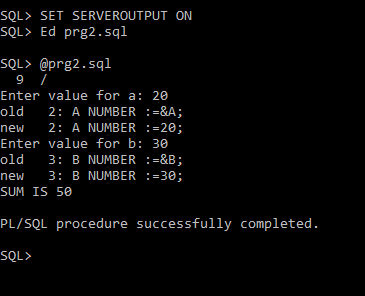 SQL> SET SERVEROUTPUT ON
SQL> Ed prg2.sql
SQL> @prg2.sql
  9  /
Enter value for a: 20
old   2: A NUMBER :=&A;
new   2: A NUMBER :=20;
Enter value for b: 30
old   3: B NUMBER :=&B;
new   3: B NUMBER :=30;
SUM IS 50
PL/SQL procedure successfully completed.
SQL>